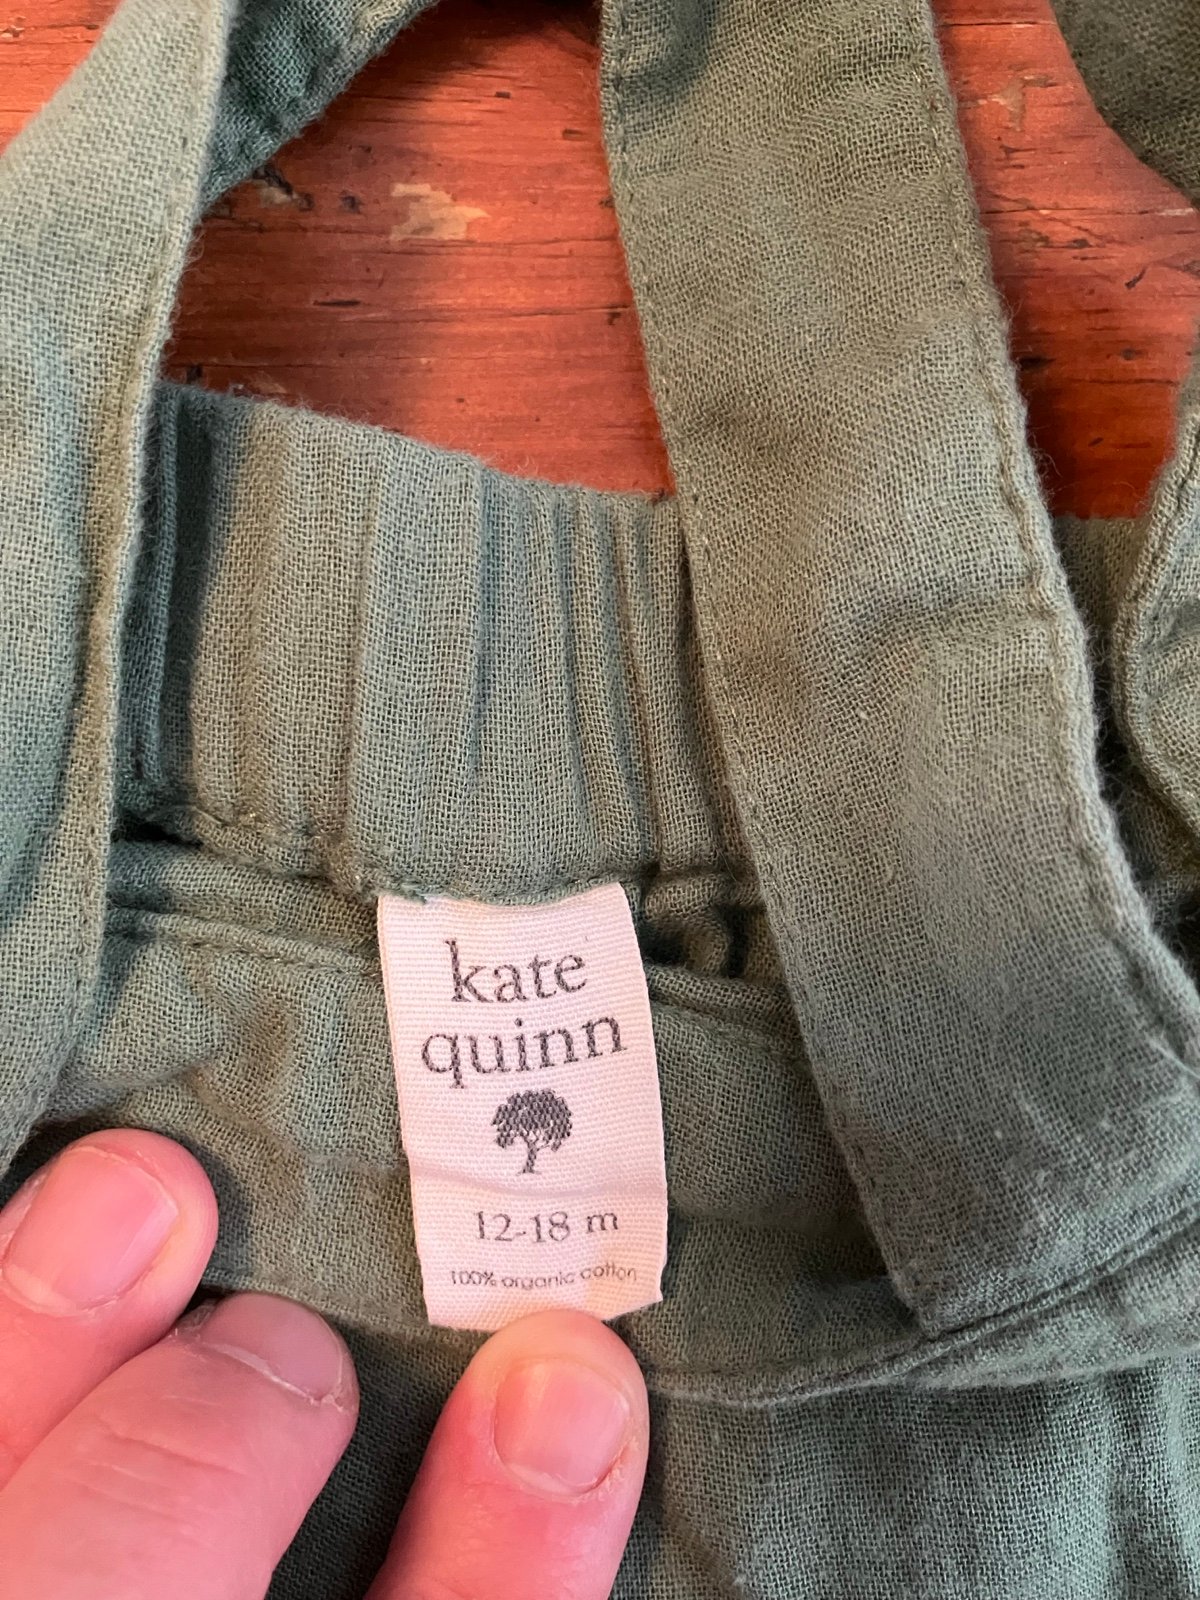 kate
quinn
12-18 m
100% organic cotton